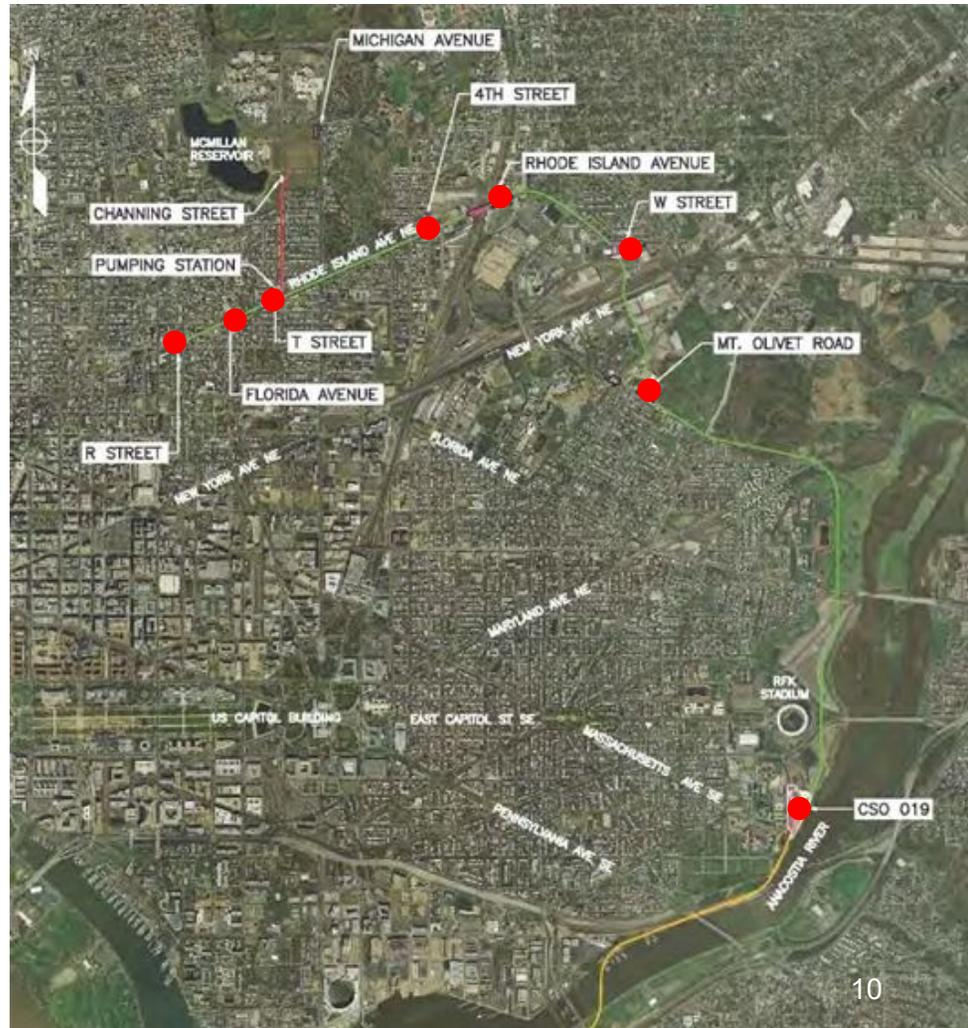 MICHIGAN AVENUE
N
4TH STREET
MCMILLAN
RESERVOIR
RHODE ISLAND AVENUE
W STREET
CHANNING STREET
PUMPING STATION
RHODE ISLAND AVE NE
T STREET
NEW YORK AVE NE
MT. OLIVET ROAD
FLORIDA AVENUE
R STREET
FLORIDA AVE NE
NEW YORK AVE NE
MARYLAND AVE NE
RFK
STADIUM
US CAPITOL BUILDING
EAST CAPITOL ST SE
MASSACHUSETTS AVE SE
PENNSYLVANIA AVE SE
CSO 019
ANACOSTIA RIVER
10